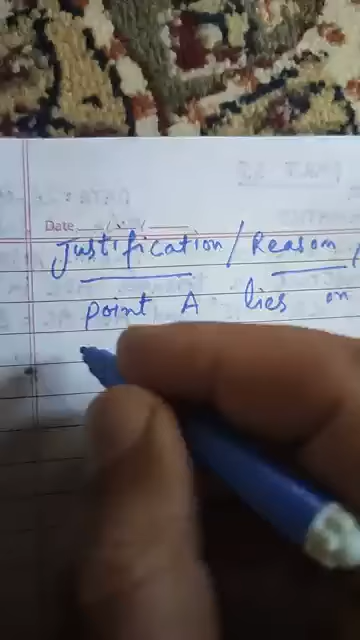 Date
Justification / Reason /
point A lies on